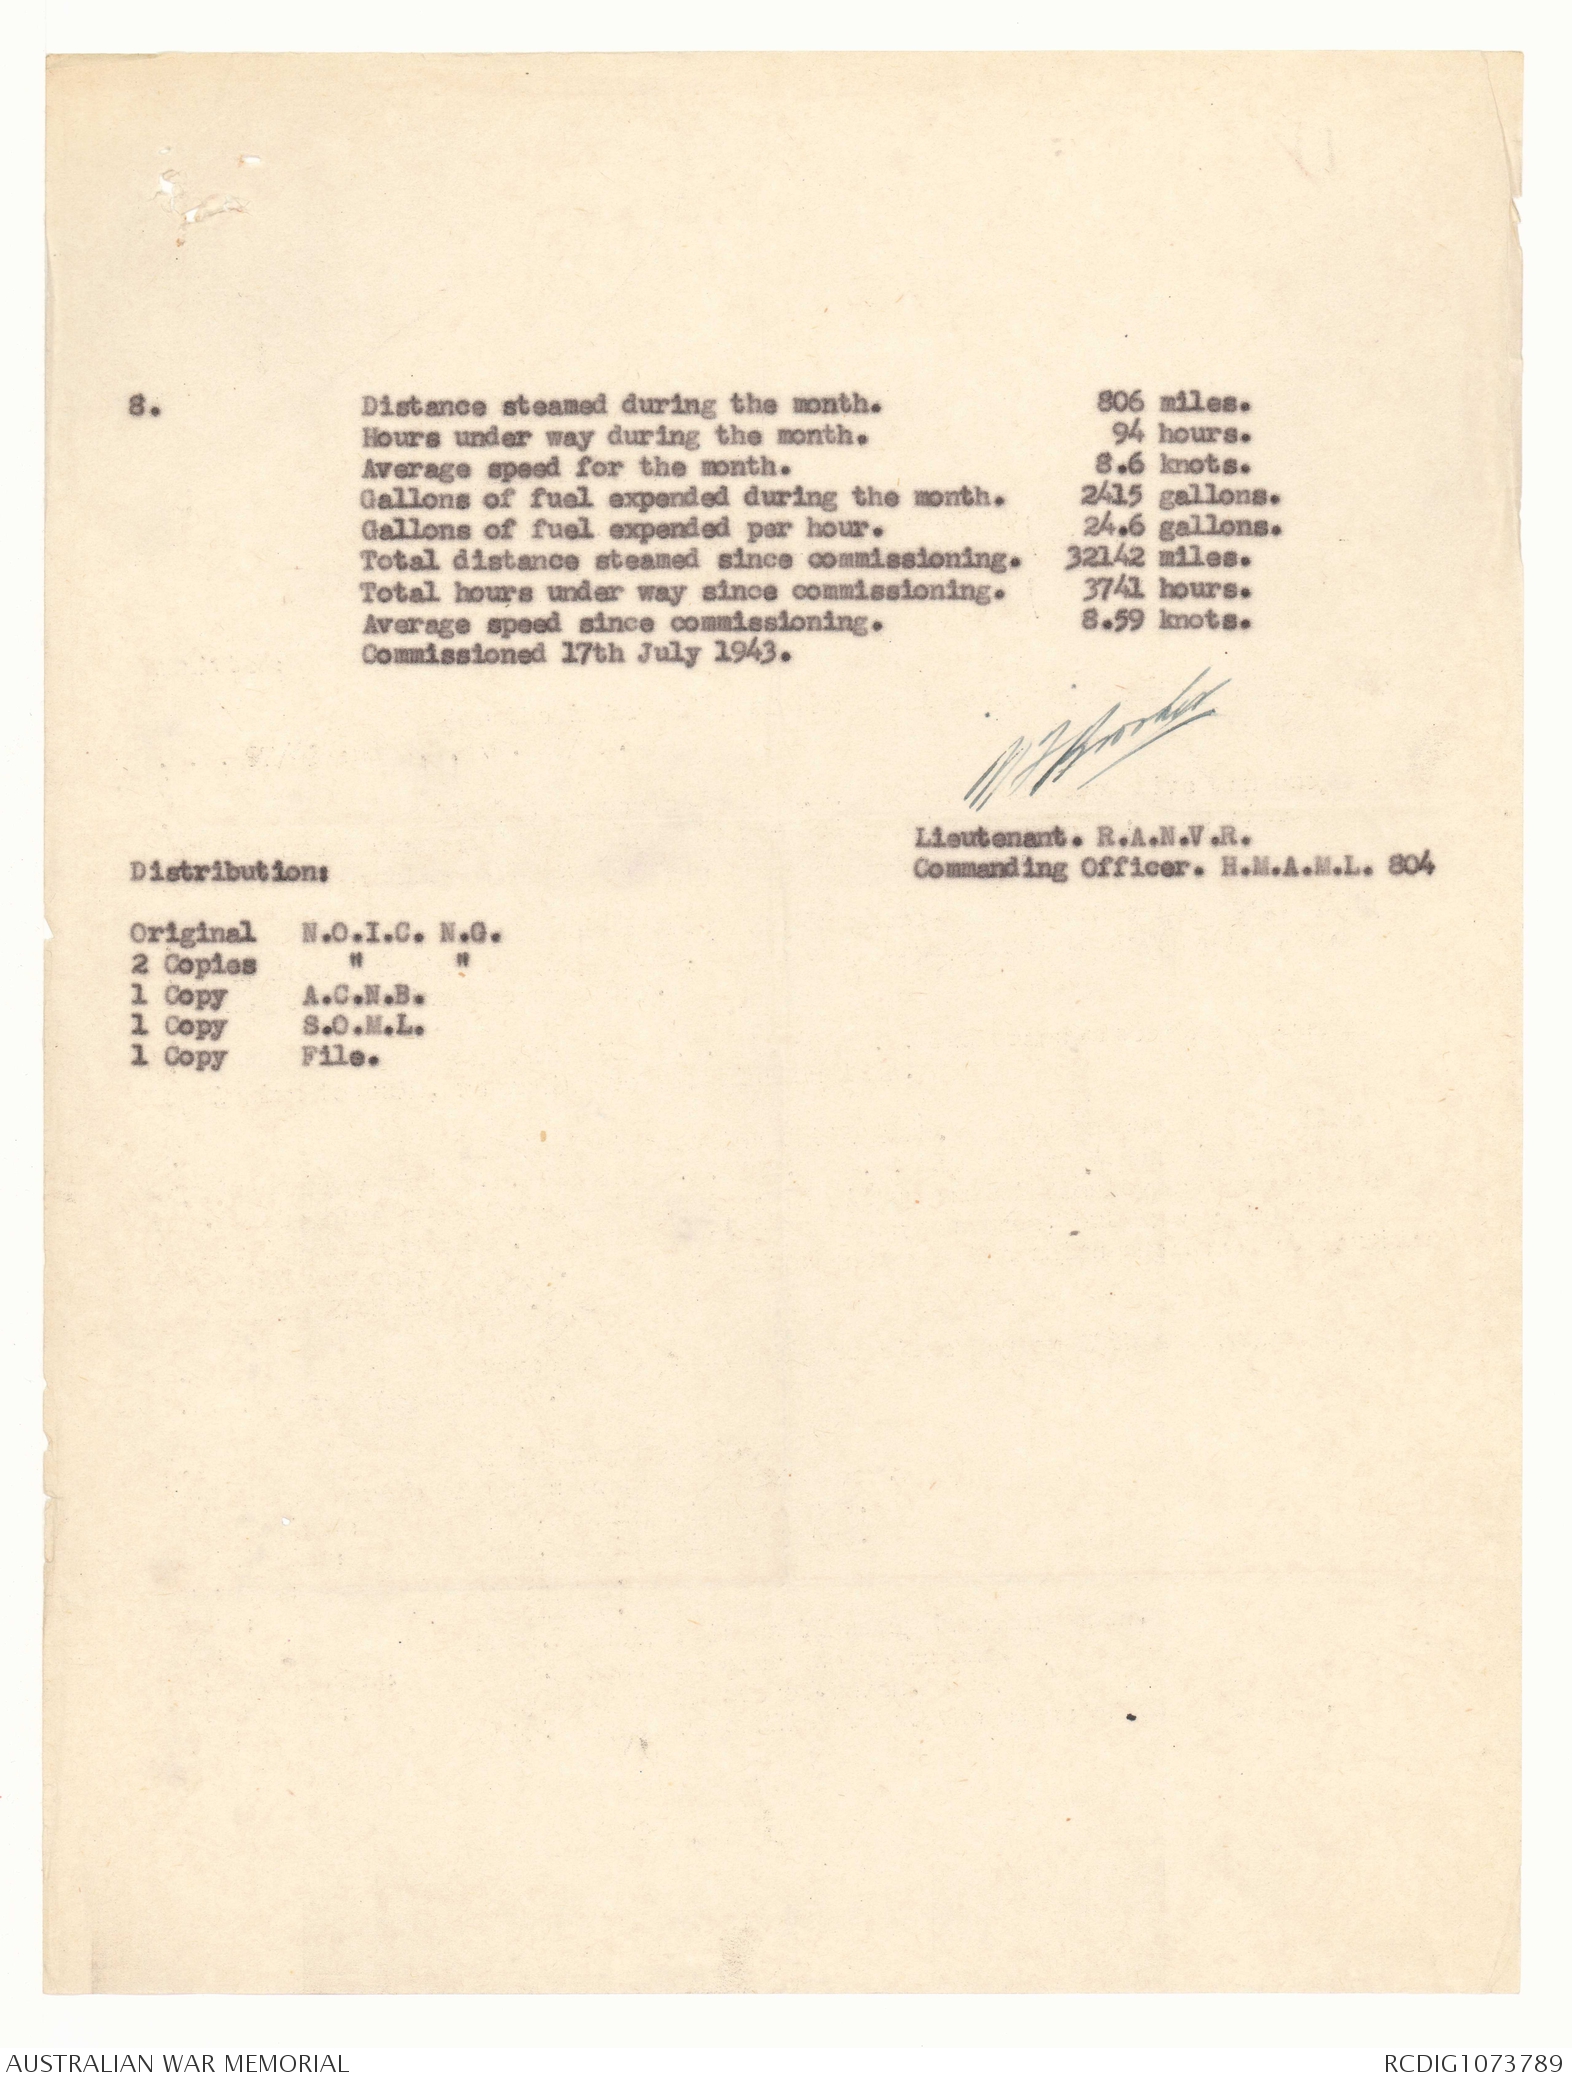 8. Distance steamed during the month. 806 miles.
Hours under way during the month. 94 hours.
Average speed for the month. 8.6 knots.
Gallons of fuel expended during the month. 2415 gallons.
Gallons of fuel expended per hour. 24.6 gallons.
Total distance steamed since commissioning. 32142 miles.
Total hours under way since commissioning. 3741 hours.
Average speed since commissioning. 8.59 knots.
Commissioned 17th July 1943.
Lieutenant. R.A.N.V.R.
Commanding Officer. H.M.A.M.L. 804
Distribution:
Original N.O.I.C. N.G.
2 Copies " "
1 Copy A.C.N.B.
1 Copy S.O.M.L.
1 Copy File.
AUSTRALIAN WAR MEMORIAL RCDIG1073789